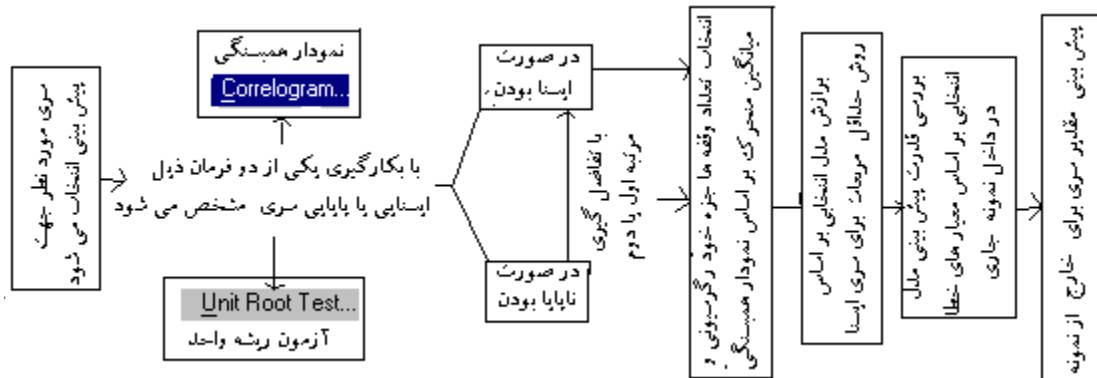 سری مورد نظر جهت
پیش بینی انتخاب می شود
نمودار همبستگی
Correlogram...
با بکارگیری یکی از دو فرمان ذیل
ایستایی یا پایایی سری مشخص می شود
Unit Root Test...
آزمون ریشه واحد
در صورت
ایستا بودن
در صورت
ناپایا بودن
با تفاضل گیری
مرتبه اول یا دوم
انتخاب تعداد وقفه ها جزء خود رگرسیونی و
میانگین متحرک بر اساس نمودار همبستگی
برازش مدل انتخابی بر اساس
روش حداقل مربعات برای سری ایستا
بررسی قدرت پیش بینی مدل
انتخابی بر اساس معیارهای خطا
در داخل نمونه جاری
پیش بینی مقادیر سری برای خارج از نمونه